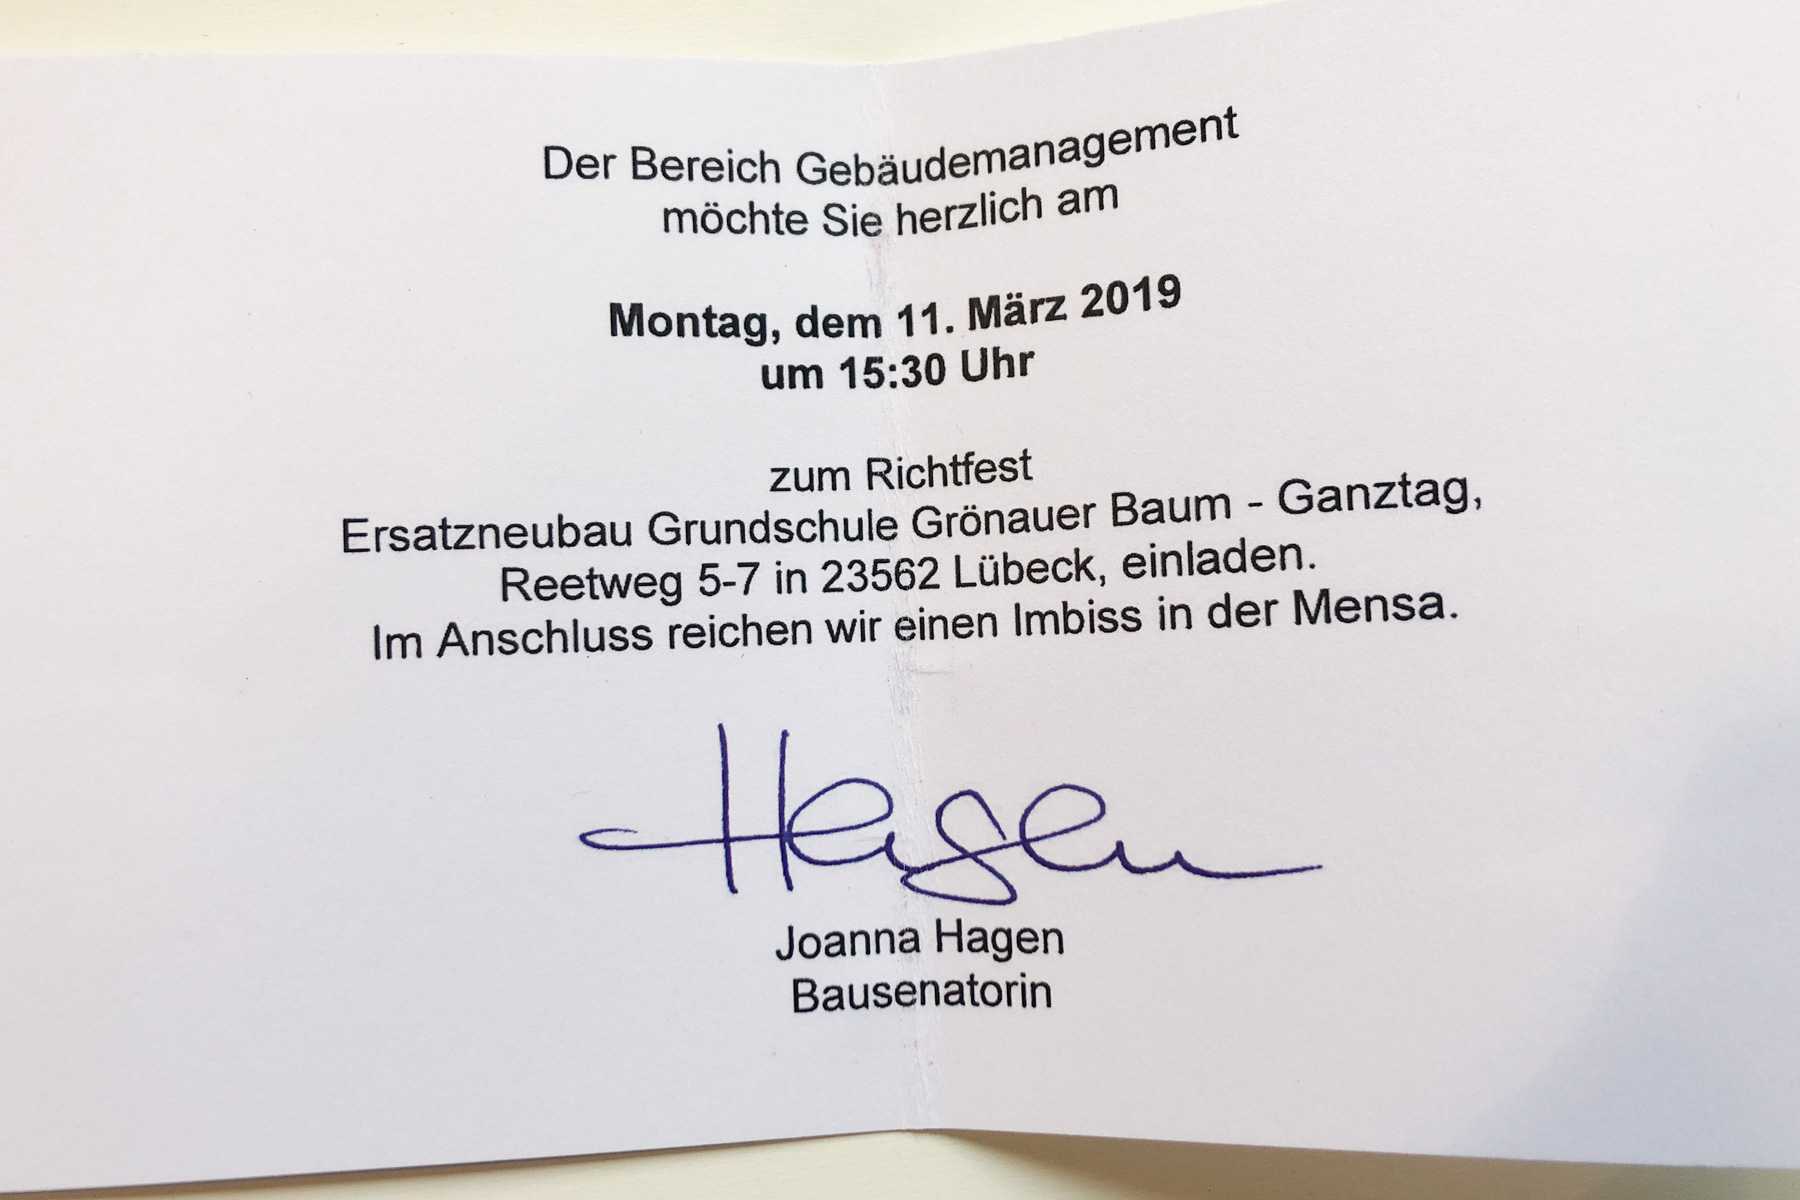 Der Bereich Gebäudemanagement
möchte Sie herzlich am
Montag, dem 11. März 2019
um 15:30 Uhr
zum Richtfest
Ersatzneubau Grundschule Grönauer Baum - Ganztag,
Reetweg 5-7 in 23562 Lübeck, einladen.
Im Anschluss reichen wir einen Imbiss in der Mensa.
Hagen
Joanna Hagen
Bausenatorin